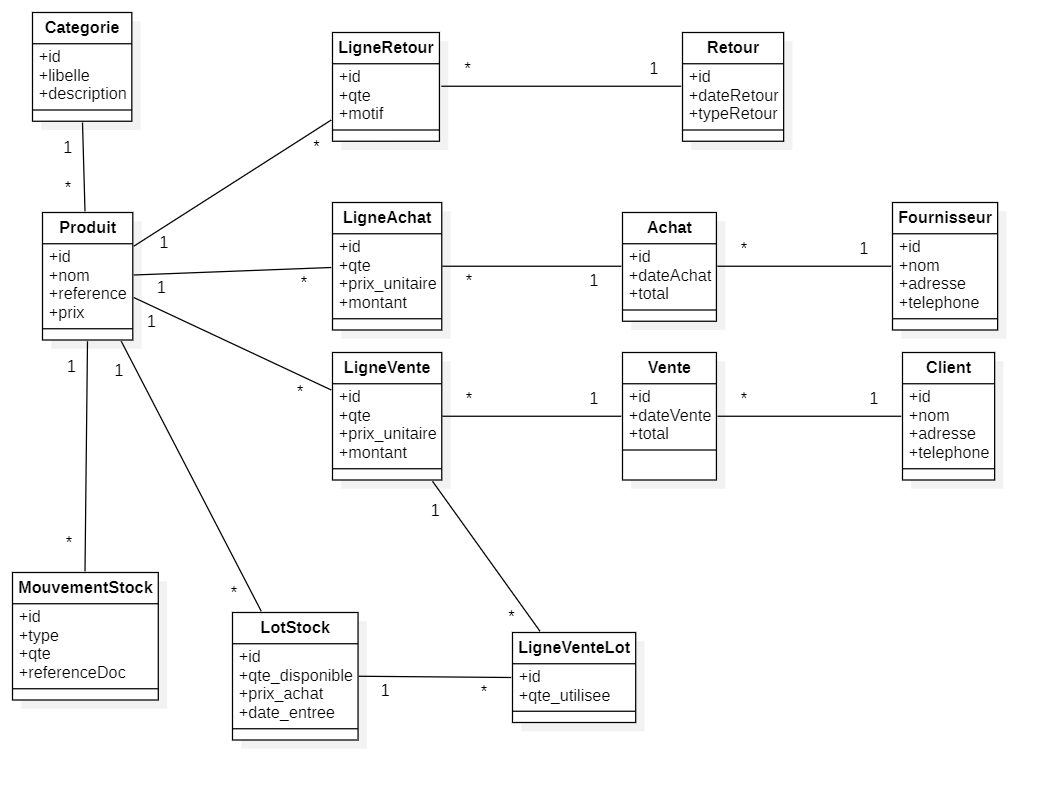 Categorie
+id
+libelle
+description
1
*
Produit
+id
+nom
+reference
+prix
LigneRetour
+id
+qte
+motif
*
1
Retour
+id
+dateRetour
+typeRetour
*
1
LigneAchat
+id
+qte
+prix_unitaire
+montant
1
*
*
1
Achat
+id
+dateAchat
+total
*
1
Fournisseur
+id
+nom
+adresse
+telephone
1
*
LigneVente
+id
+qte
+prix_unitaire
+montant
*
1
Vente
+id
+dateVente
+total
*
1
Client
+id
+nom
+adresse
+telephone
1
1
*
*
1
*
MouvementStock
+id
+type
+qte
+referenceDoc
LotStock
+id
+qte_disponible
+prix_achat
+date_entree
1
*
LigneVenteLot
+id
+qte_utilisee